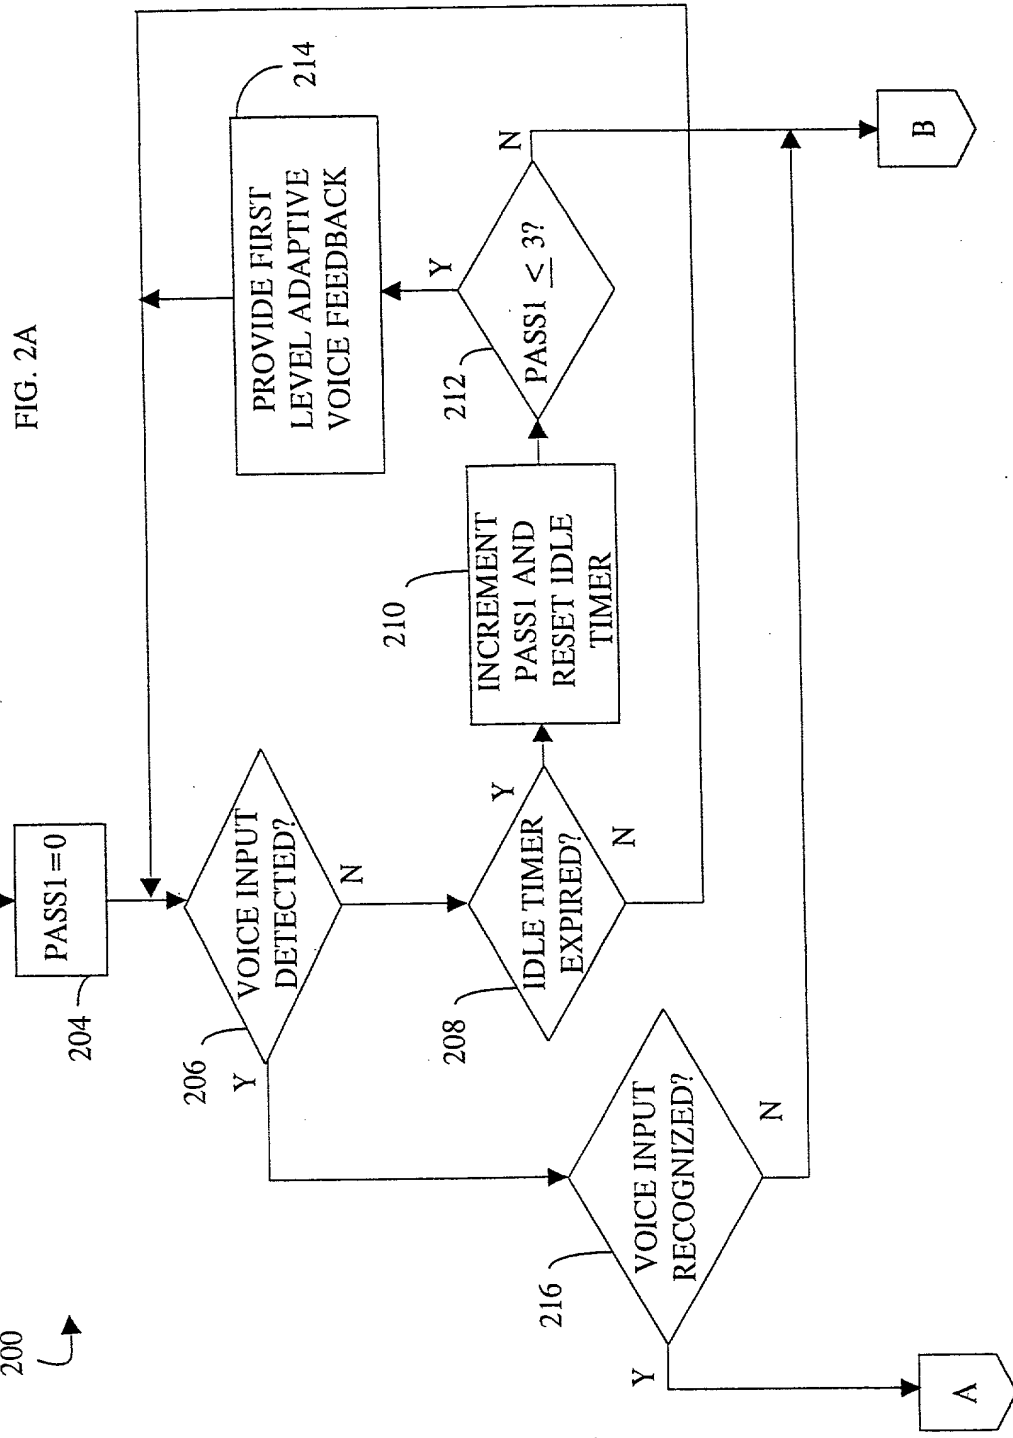 FIG. 2A
200
PASS1=0
204
VOICE INPUT
DETECTED?
206
Y
N
IDLE TIMER
EXPIRED?
208
Y
N
INCREMENT
PASS1 AND
RESET IDLE
TIMER
210
PASS1 ≤ 3?
212
Y
N
PROVIDE FIRST
LEVEL ADAPTIVE
VOICE FEEDBACK
214
VOICE INPUT
RECOGNIZED?
216
Y
N
A
B